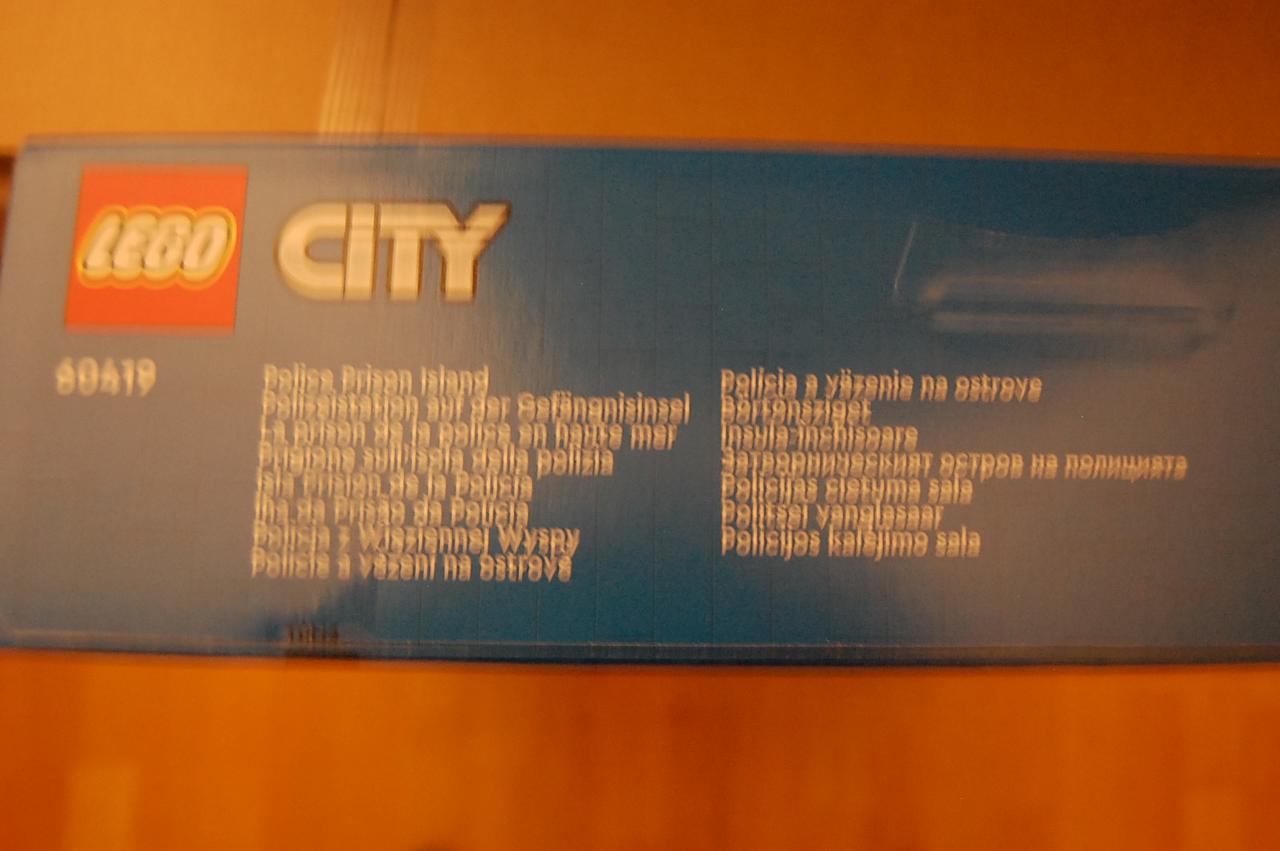 LEGO CITY
60419
Police Prison Island
Polizeistation auf der Gefängnisinsel
La prison de la police en haute mer
Prigione sull'isola della polizia
Isla Prisión de la Policía
Ilha da Prisão da Polícia
Policja z Więziennej Wyspy
Policie a vězení na ostrově
Polícia a väzenie na ostrove
Börtönsziget
Insula-închisoare
Затворническият остров на полицията
Policijas cietuma sala
Politsei vanglasaar
Policijos kalėjimo sala